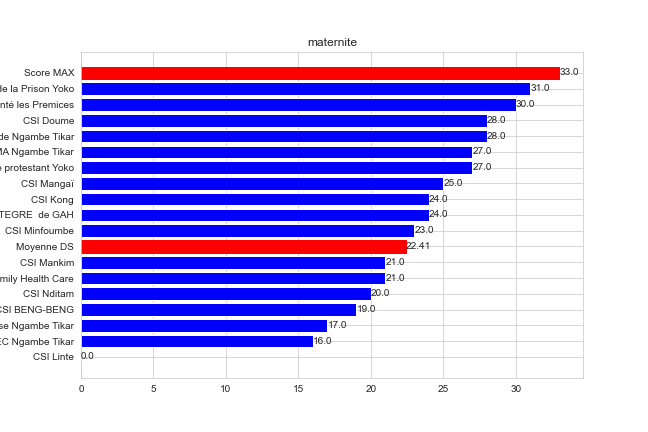 maternite
Score MAX 33.0
de la Prison Yoko 31.0
nté les Premices 30.0
CSI Doume 28.0
de Ngambe Tikar 28.0
MA Ngambe Tikar 27.0
e protestant Yoko 27.0
CSI Mangaï 25.0
CSI Kong 24.0
TEGRE de GAH 24.0
CSI Minfoumbe 23.0
Moyenne DS 22.41
CSI Mankim 21.0
mily Health Care 21.0
CSI Nditam 20.0
CSI BENG-BENG 19.0
se Ngambe Tikar 17.0
EC Ngambe Tikar 16.0
CSI Linte 0.0
0 5 10 15 20 25 30